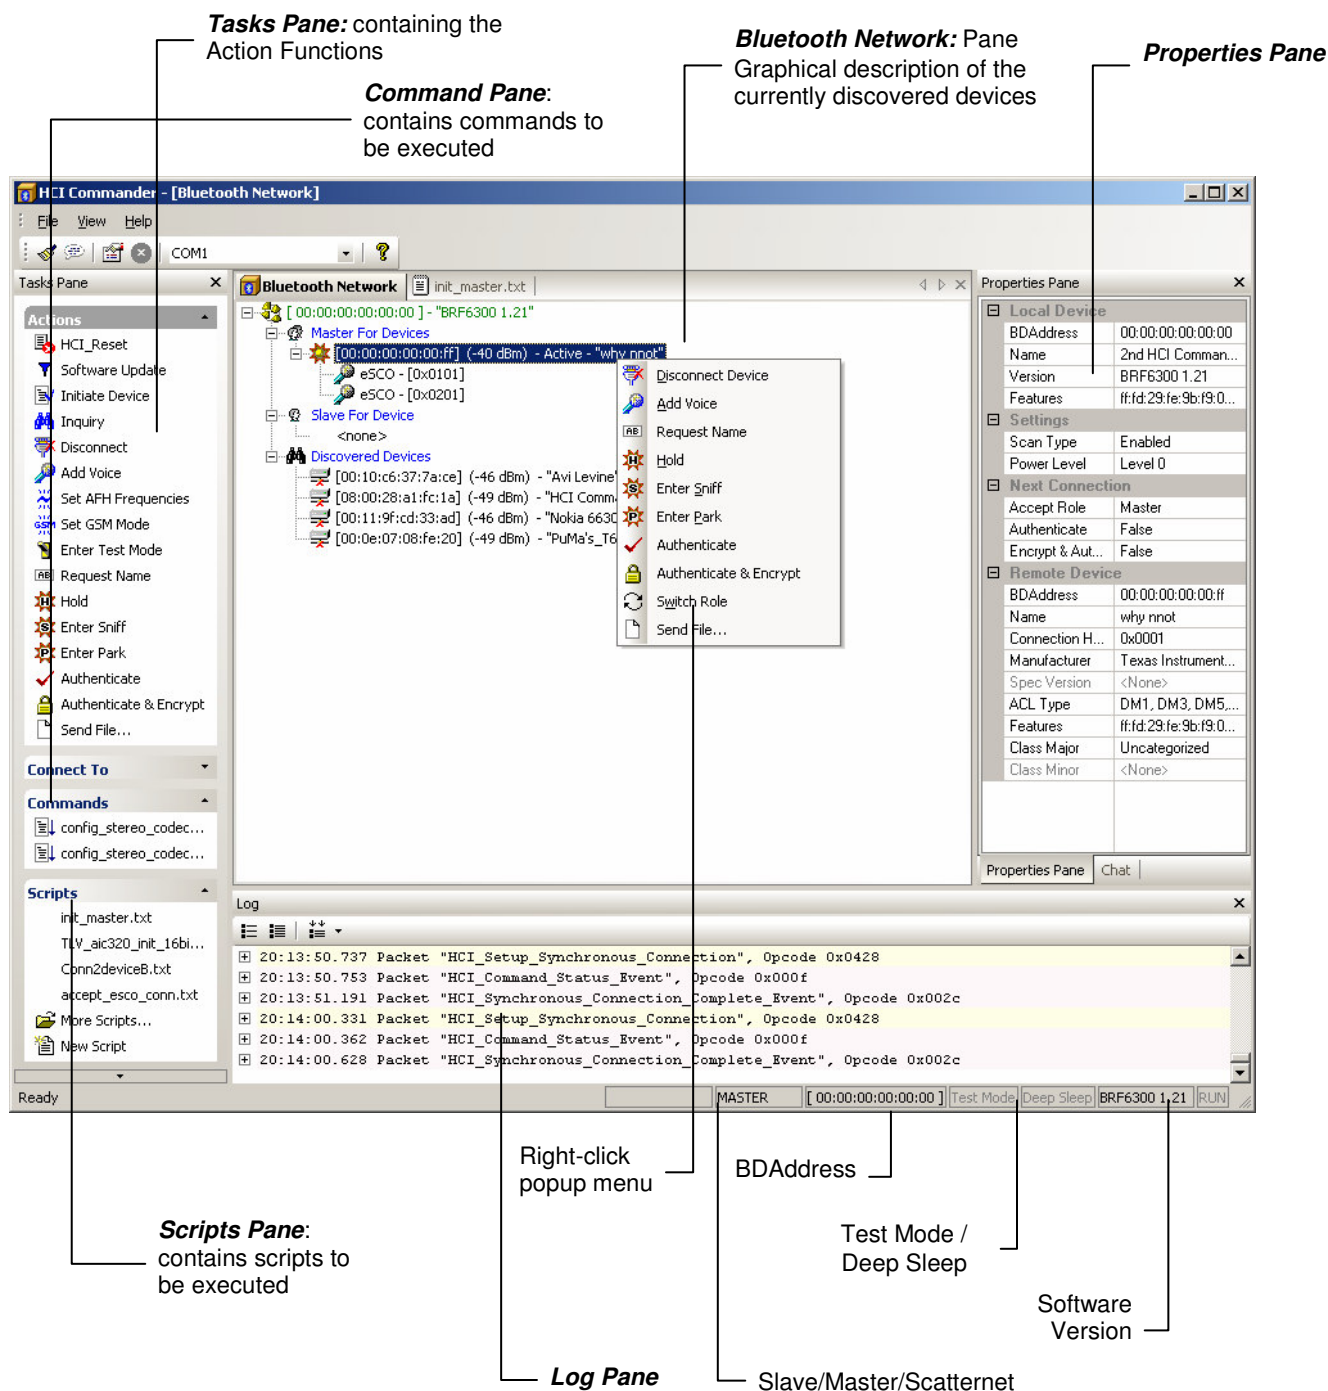 Tasks Pane: containing the
Action Functions
Bluetooth Network: Pane
Graphical description of the
currently discovered devices
Properties Pane
Command Pane:
contains commands to
be executed
HCI Commander - [Bluetooth Network]
File View Help
COM1
Tasks Pane
Actions
HCI_Reset
Software Update
Initiate Device
Inquiry
Disconnect
Add Voice
Set AFH Frequencies
GSM Set GSM Mode
Enter Test Mode
AB Request Name
H Hold
S Enter Sniff
P Enter Park
Authenticate
Authenticate & Encrypt
Send File...
Connect To
Commands
config_stereo_codec...
config_stereo_codec...
Scripts
init_master.txt
TLV_aic320_init_16bi...
Conn2deviceB.txt
accept_esco_conn.txt
More Scripts...
New Script
Bluetooth Network init_master.txt
[ 00:00:00:00:00:00 ] - "BRF6300 1.21"
Master For Devices
[00:00:00:00:00:ff] (-40 dBm) - Active - "why nnot"
eSCO - [0x0101]
eSCO - [0x0201]
Slave For Device
<none>
Discovered Devices
[00:10:c6:37:7a:ce] (-46 dBm) - "Avi Levine"
[08:00:28:a1:fc:1a] (-49 dBm) - "HCI Comm
[00:11:9f:cd:33:ad] (-46 dBm) - "Nokia 6630
[00:0e:07:08:fe:20] (-49 dBm) - "PuMa's_T6
Disconnect Device
Add Voice
AB Request Name
H Hold
S Enter Sniff
P Enter Park
Authenticate
Authenticate & Encrypt
Switch Role
Send File...
Properties Pane
Local Device
BDAddress 00:00:00:00:00:00
Name 2nd HCI Comman...
Version BRF6300 1.21
Features ff:fd:29:fe:9b:f9:0...
Settings
Scan Type Enabled
Power Level Level 0
Next Connection
Accept Role Master
Authenticate False
Encrypt & Aut... False
Remote Device
BDAddress 00:00:00:00:00:ff
Name why nnot
Connection H... 0x0001
Manufacturer Texas Instrument...
Spec Version <None>
ACL Type DM1, DM3, DM5,...
Features ff:fd:29:fe:9b:f9:0...
Class Major Uncategorized
Class Minor <None>
Properties Pane Chat
Log
20:13:50.737 Packet "HCI_Setup_Synchronous_Connection", Opcode 0x0428
20:13:50.753 Packet "HCI_Command_Status_Event", Opcode 0x000f
20:13:51.191 Packet "HCI_Synchronous_Connection_Complete_Event", Opcode 0x002c
20:14:00.331 Packet "HCI_Setup_Synchronous_Connection", Opcode 0x0428
20:14:00.362 Packet "HCI_Command_Status_Event", Opcode 0x000f
20:14:00.628 Packet "HCI_Synchronous_Connection_Complete_Event", Opcode 0x002c
Ready MASTER [ 00:00:00:00:00:00 ] Test Mode Deep Sleep BRF6300 1.21 RUN
Right-click
popup menu
BDAddress
Scripts Pane:
contains scripts to
be executed
Test Mode /
Deep Sleep
Software
Version
Log Pane
Slave/Master/Scatternet